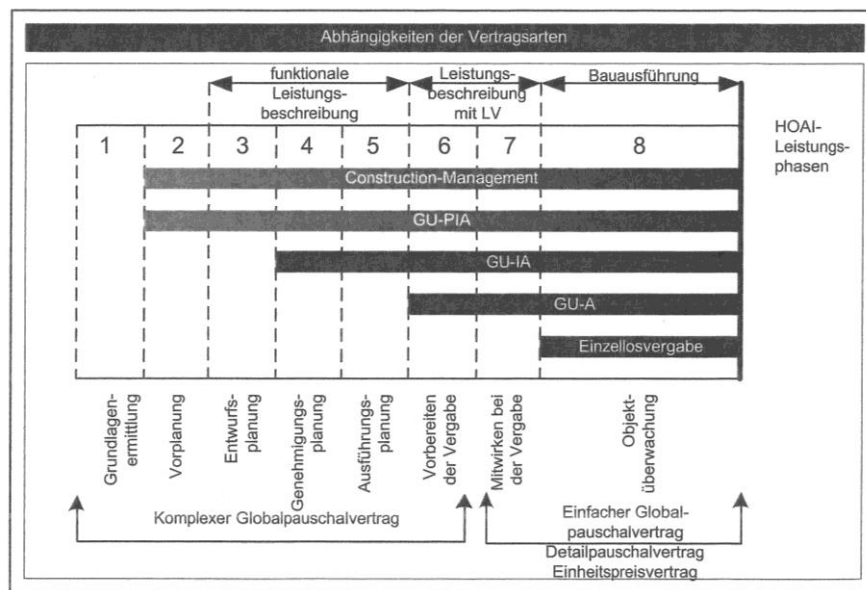 Abhängigkeiten der Vertragsarten
funktionale
Leistungs-
beschreibung
Leistungs-
beschreibung
mit LV
Bauausführung
HOAI-
Leistungs-
phasen
1 2 3 4 5 6 7 8
Construction-Management
GU-PIA
GU-IA
GU-A
Einzellosvergabe
Grundlagen-
ermittlung
Vorplanung
Entwurfs-
planung
Genehmigungs-
planung
Ausführungs-
planung
Vorbereiten
der Vergabe
Mitwirken bei
der Vergabe
Objekt-
überwachung
Komplexer Globalpauschalvertrag
Einfacher Global-
pauschalvertrag
Detailpauschalvertrag
Einheitspreisvertrag